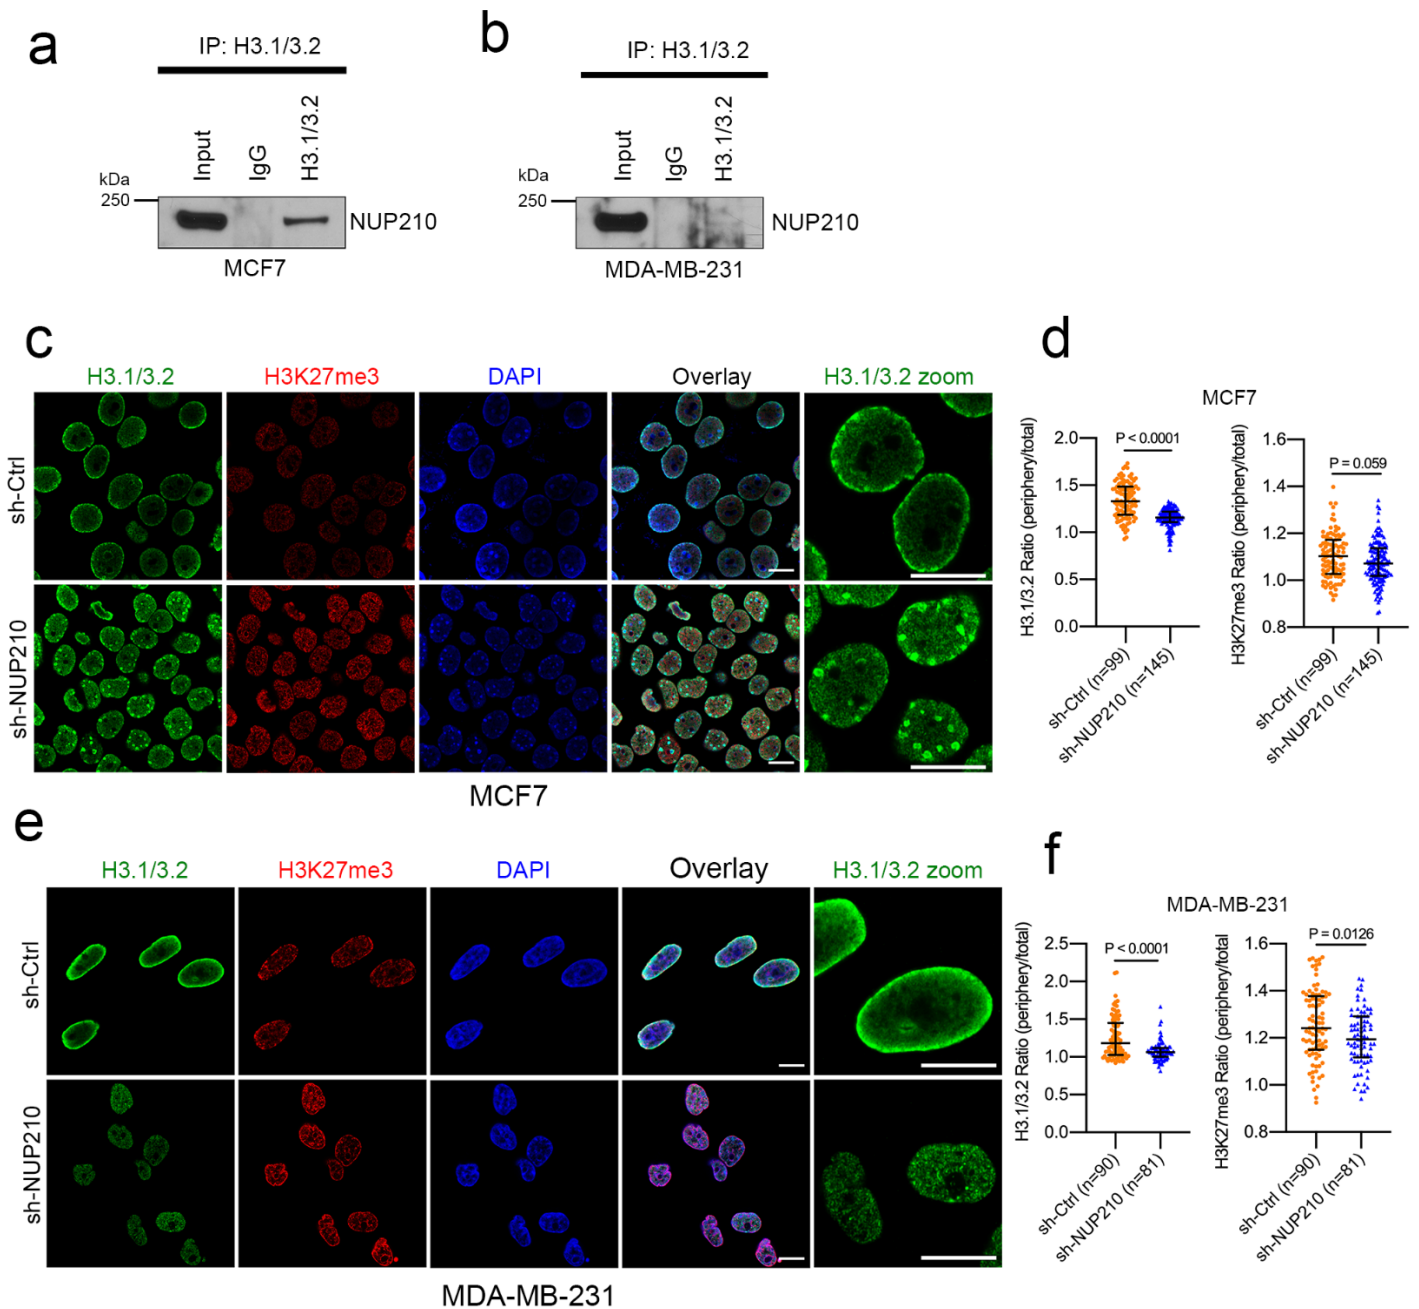 a
IP: H3.1/3.2
Input
IgG
H3.1/3.2
kDa
250
NUP210
MCF7
b
IP: H3.1/3.2
Input
IgG
H3.1/3.2
kDa
250
NUP210
MDA-MB-231
c
H3.1/3.2
H3K27me3
DAPI
Overlay
H3.1/3.2 zoom
sh-Ctrl
sh-NUP210
MCF7
d
MCF7
H3.1/3.2 Ratio (periphery/total)
2.0
1.5
1.0
0.5
0.0
P < 0.0001
sh-Ctrl (n=99)
sh-NUP210 (n=145)
H3K27me3 Ratio (periphery/total)
1.6
1.4
1.2
1.0
0.8
P = 0.059
sh-Ctrl (n=99)
sh-NUP210 (n=145)
e
H3.1/3.2
H3K27me3
DAPI
Overlay
H3.1/3.2 zoom
sh-Ctrl
sh-NUP210
MDA-MB-231
f
MDA-MB-231
H3.1/3.2 Ratio (periphery/total)
2.5
2.0
1.5
1.0
0.5
0.0
P < 0.0001
sh-Ctrl (n=90)
sh-NUP210 (n=81)
H3K27me3 Ratio (periphery/total)
1.6
1.4
1.2
1.0
0.8
P = 0.0126
sh-Ctrl (n=90)
sh-NUP210 (n=81)